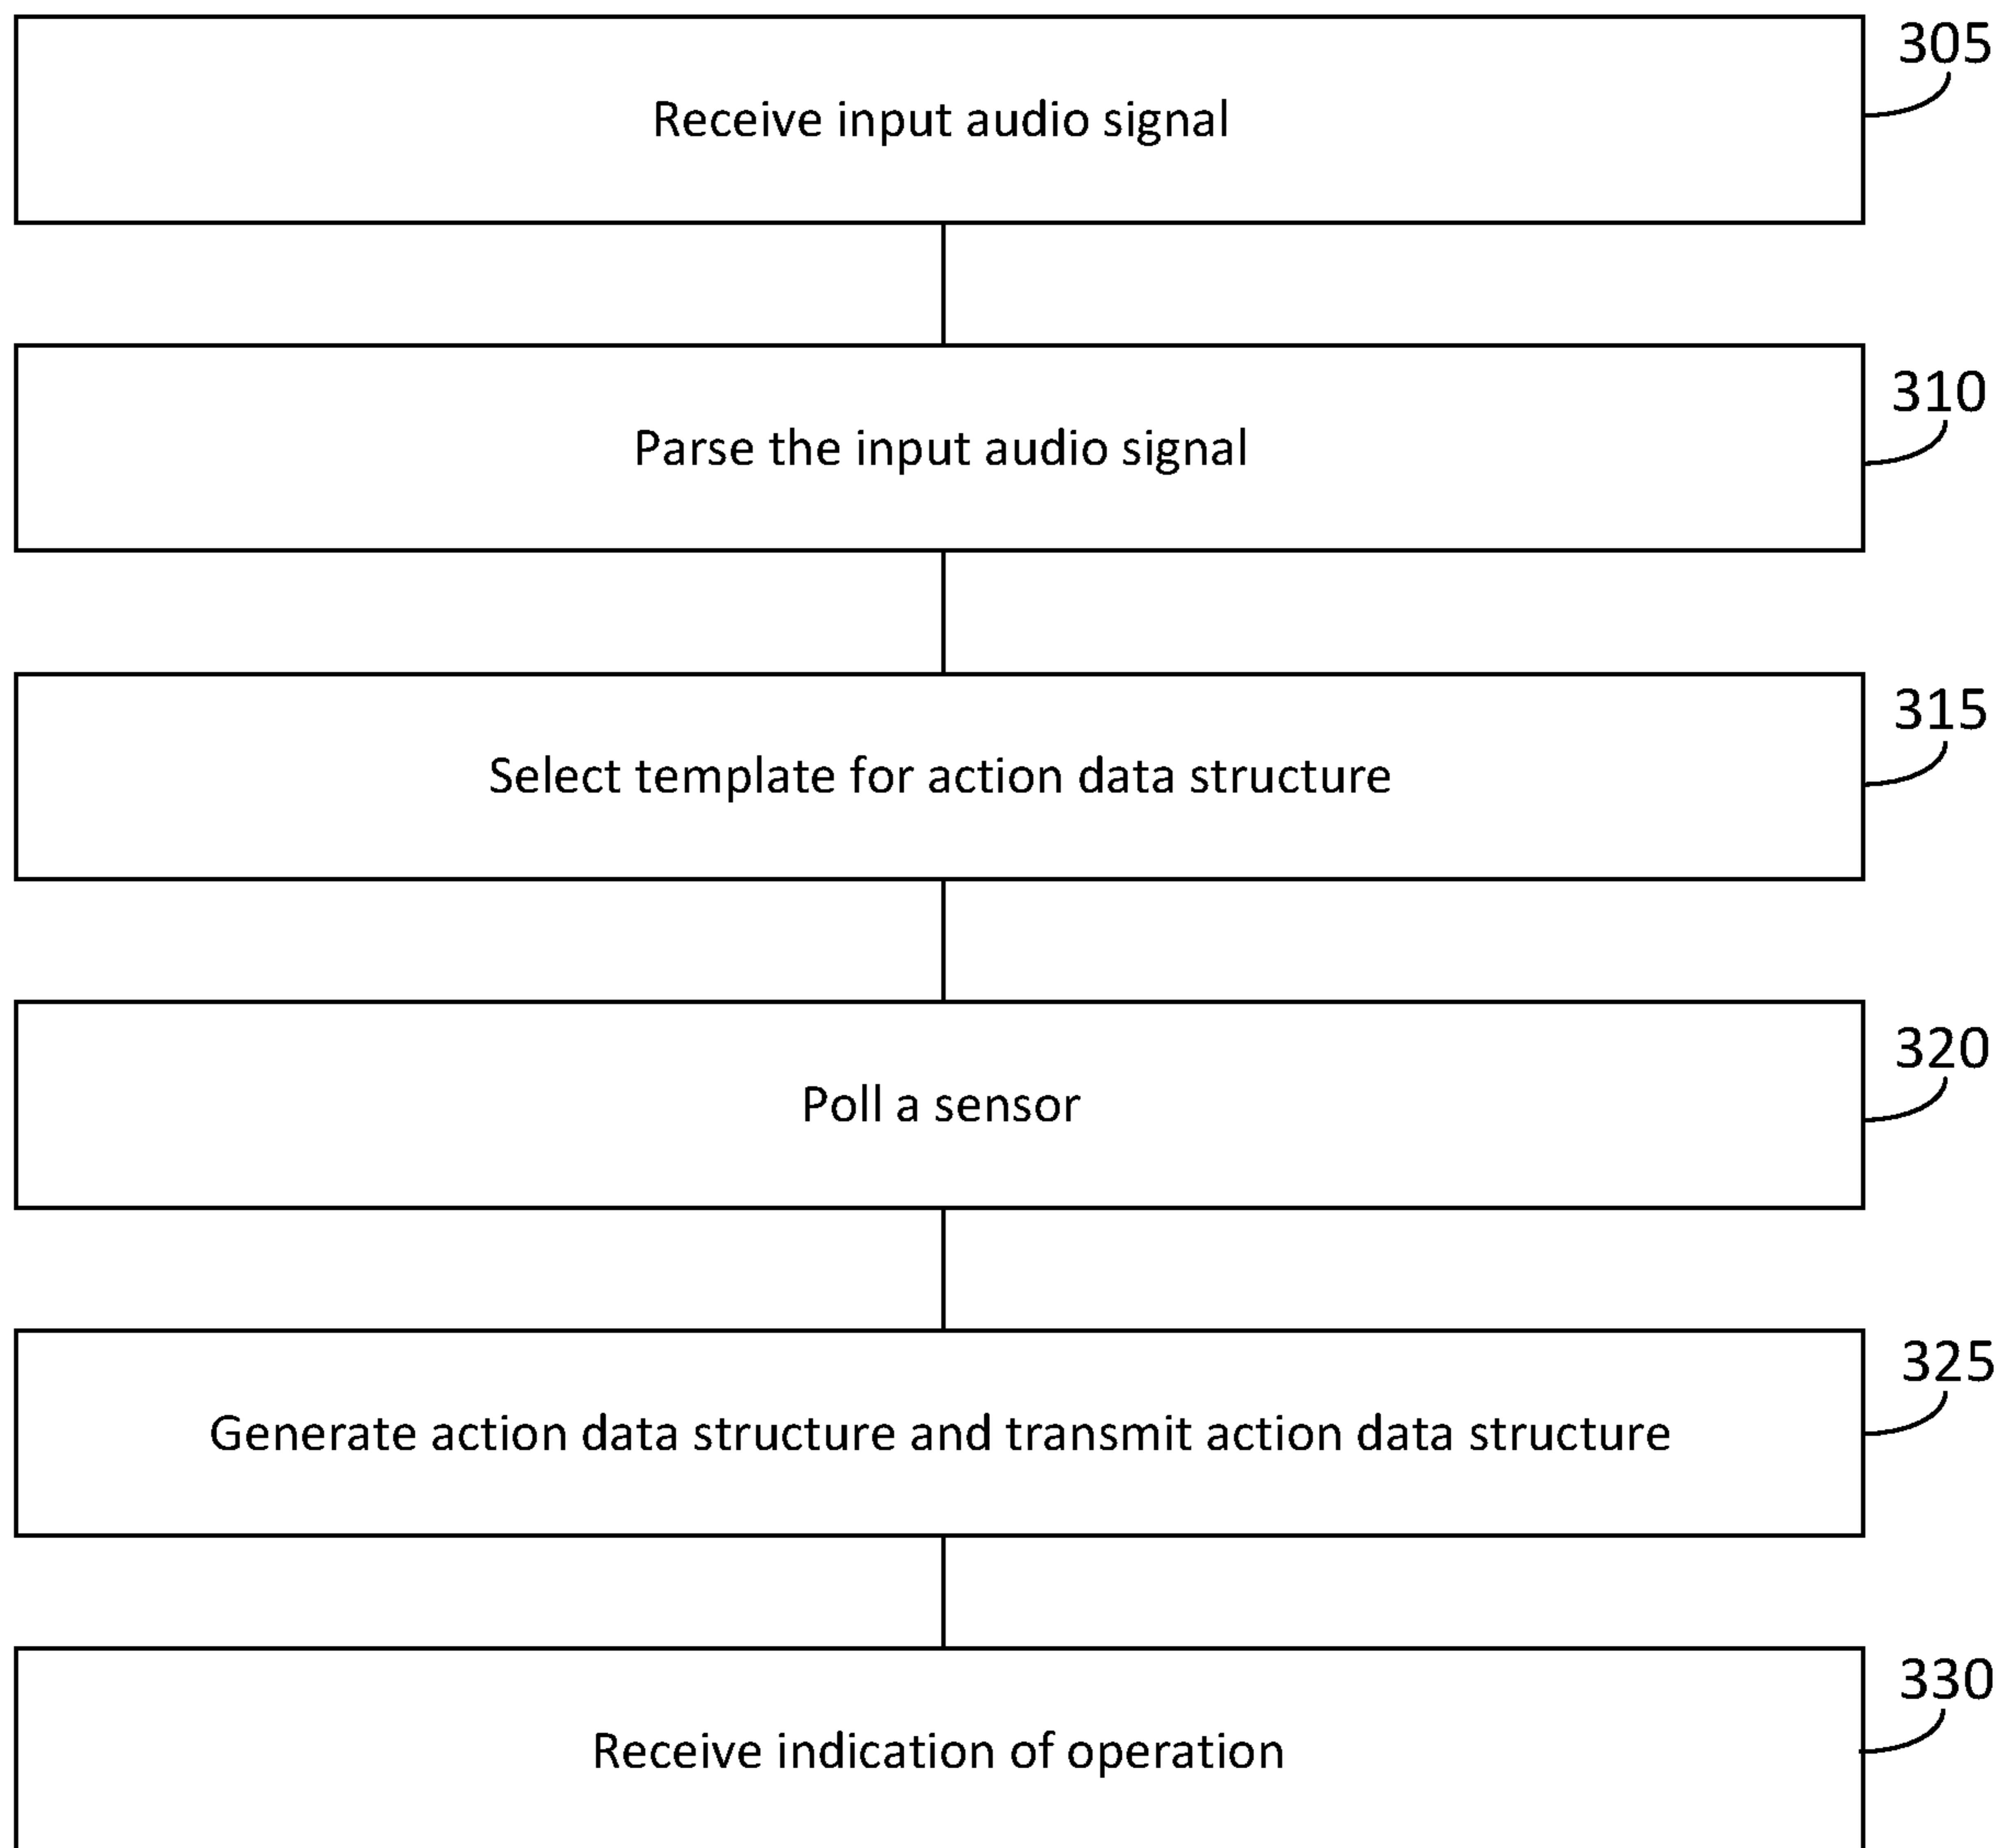 305
Receive input audio signal
310
Parse the input audio signal
315
Select template for action data structure
320
Poll a sensor
325
Generate action data structure and transmit action data structure
330
Receive indication of operation